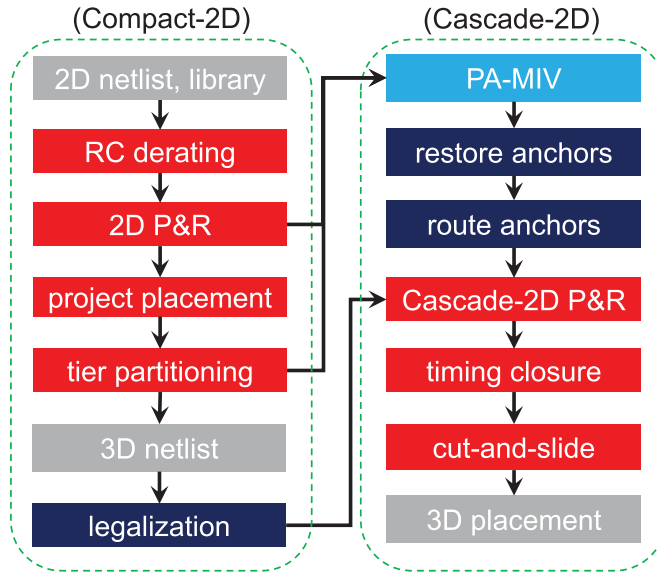 (Compact-2D)
2D netlist, library
RC derating
2D P&R
project placement
tier partitioning
3D netlist
legalization
(Cascade-2D)
PA-MIV
restore anchors
route anchors
Cascade-2D P&R
timing closure
cut-and-slide
3D placement